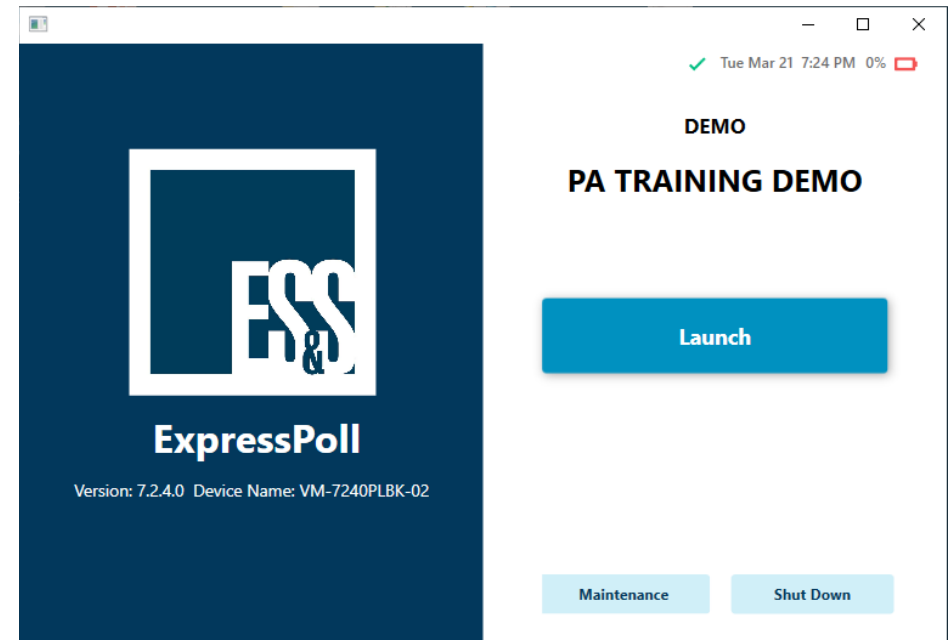 Tue Mar 21 7:24 PM 0%
DEMO
PA TRAINING DEMO
Launch
ES&S
ExpressPoll
Version: 7.2.4.0 Device Name: VM-7240PLBK-02
Maintenance
Shut Down